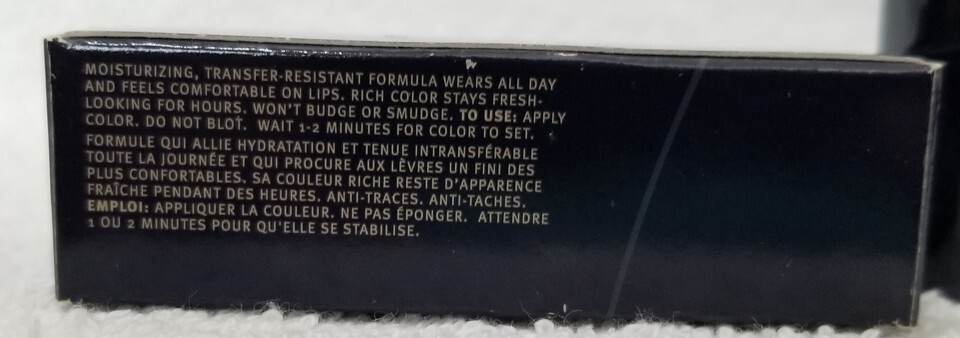 MOISTURIZING, TRANSFER-RESISTANT FORMULA WEARS ALL DAY
AND FEELS COMFORTABLE ON LIPS. RICH COLOR STAYS FRESH-
LOOKING FOR HOURS. WON'T BUDGE OR SMUDGE. TO USE: APPLY
COLOR. DO NOT BLOT. WAIT 1-2 MINUTES FOR COLOR TO SET.
FORMULE QUI ALLIE HYDRATATION ET TENUE INTRANSFÉRABLE
TOUTE LA JOURNÉE ET QUI PROCURE AUX LÈVRES UN FINI DES
PLUS CONFORTABLES. SA COULEUR RICHE RESTE D'APPARENCE
FRAÎCHE PENDANT DES HEURES. ANTI-TRACES. ANTI-TACHES.
EMPLOI: APPLIQUER LA COULEUR. NE PAS ÉPONGER. ATTENDRE
1 OU 2 MINUTES POUR QU'ELLE SE STABILISE.